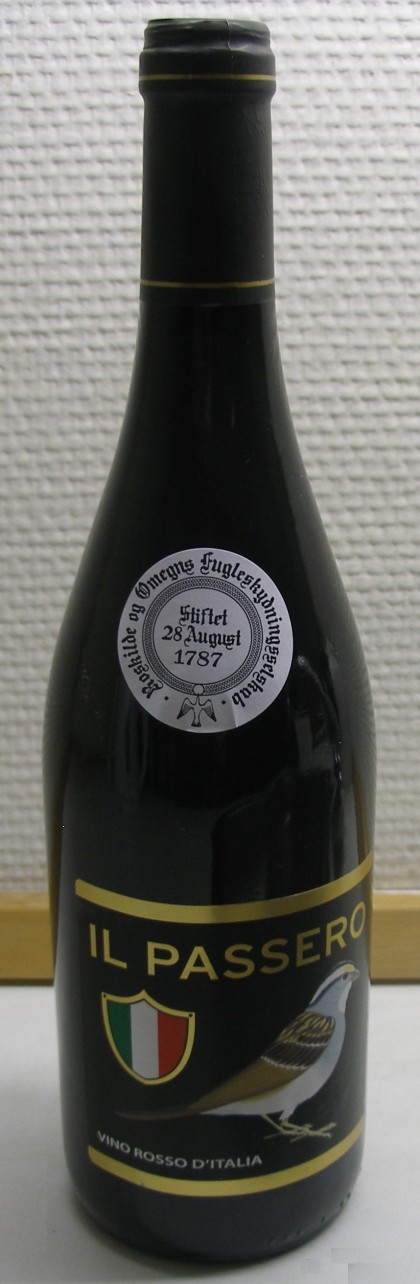 Roskilde og Omegns Fugleskydningsselskab
Stiftet
28 August
1787
IL PASSERO
VINO ROSSO D'ITALIA